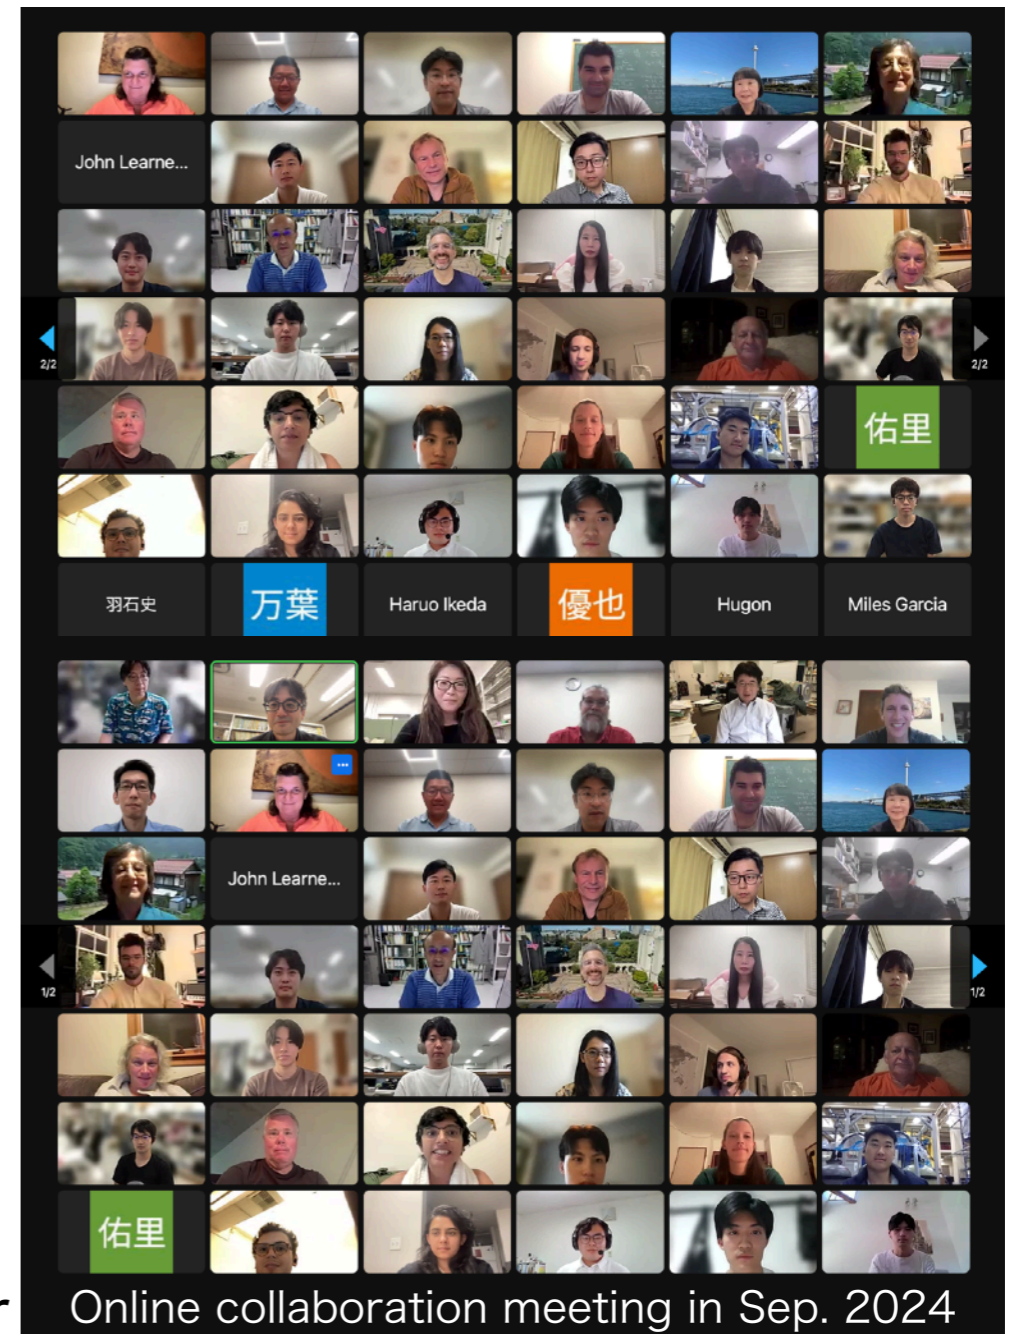 John Learne...
2/2
2/2
佑里
羽石史
万葉
Haruo Ikeda
優也
Hugon
Miles Garcia
John Learne...
1/2
1/2
佑里
r
Online collaboration meeting in Sep. 2024